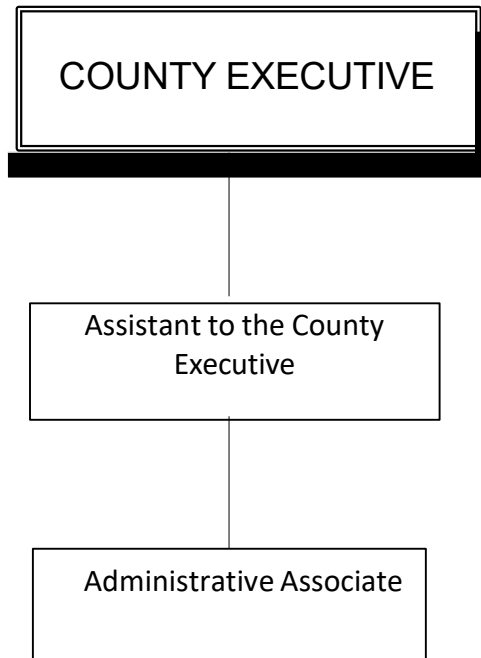 COUNTY EXECUTIVE
Assistant to the County
Executive
Administrative Associate